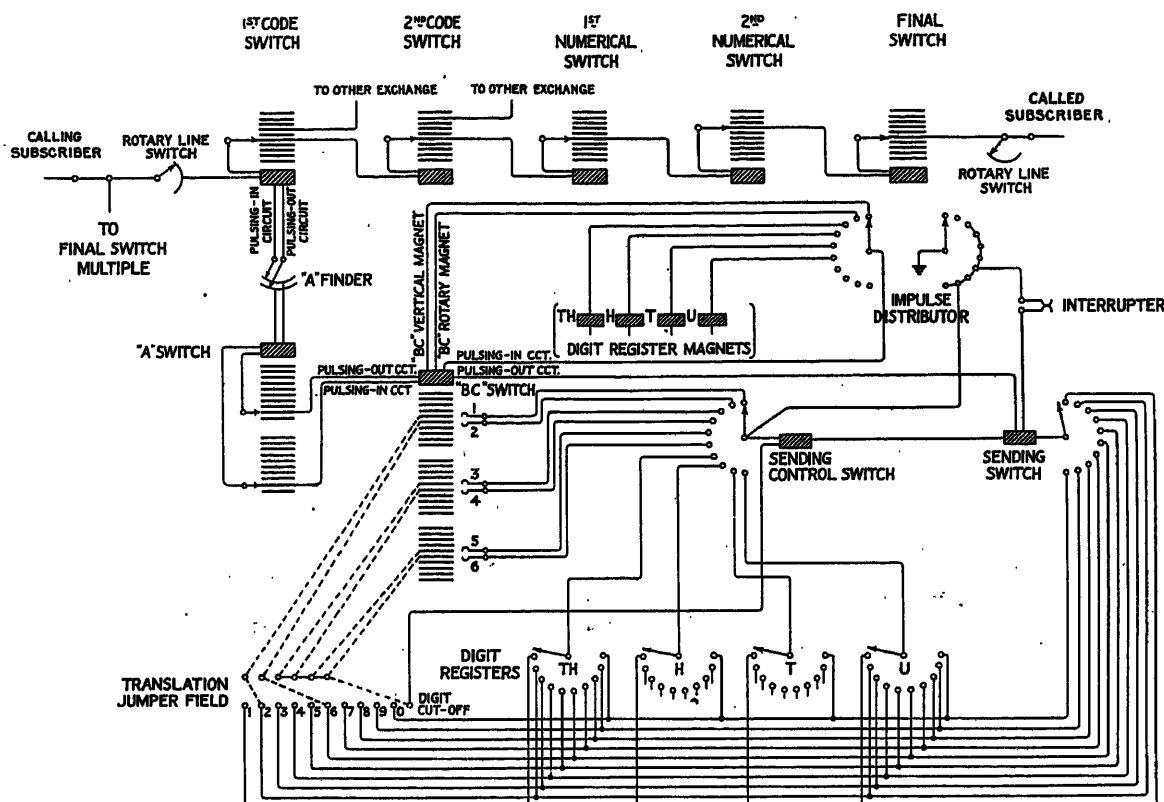 1ST CODE
SWITCH
2ND CODE
SWITCH
1ST
NUMERICAL
SWITCH
2ND
NUMERICAL
SWITCH
FINAL
SWITCH
TO OTHER EXCHANGE
TO OTHER EXCHANGE
CALLING
SUBSCRIBER
ROTARY LINE
SWITCH
CALLED
SUBSCRIBER
ROTARY LINE
SWITCH
TO
FINAL SWITCH
MULTIPLE
PULSING-IN
CIRCUIT
PULSING-OUT
CIRCUIT
"A" FINDER
"A" SWITCH
"BC" VERTICAL MAGNET
"BC" ROTARY MAGNET
TH H T U
DIGIT REGISTER MAGNETS
IMPULSE
DISTRIBUTOR
INTERRUPTER
PULSING-IN CCT.
PULSING-OUT CCT.
PULSING-OUT CCT.
PULSING-IN CCT
"BC" SWITCH
1
2
3
4
5
6
SENDING
CONTROL SWITCH
SENDING
SWITCH
DIGIT
REGISTERS
TH H T U
TRANSLATION
JUMPER FIELD
DIGIT
CUT-OFF
1 2 3 4 5 6 7 8 9 0